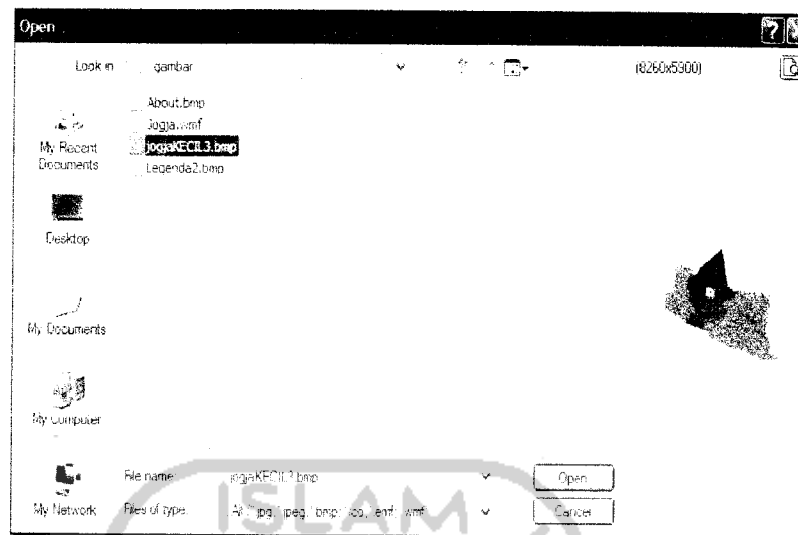 Open
Look in gambar (8260x5900)
About.bmp
Jogja.wmf
jogjaKECIL3.bmp
Legenda2.bmp
My Recent
Documents
Desktop
My Documents
My Computer
My Network
File name: jogjaKECIL3.bmp Open
Files of type: Cancel
ISLAM